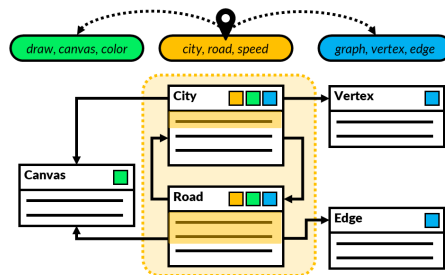 draw, canvas, color
city, road, speed
graph, vertex, edge
City
Vertex
Canvas
Road
Edge